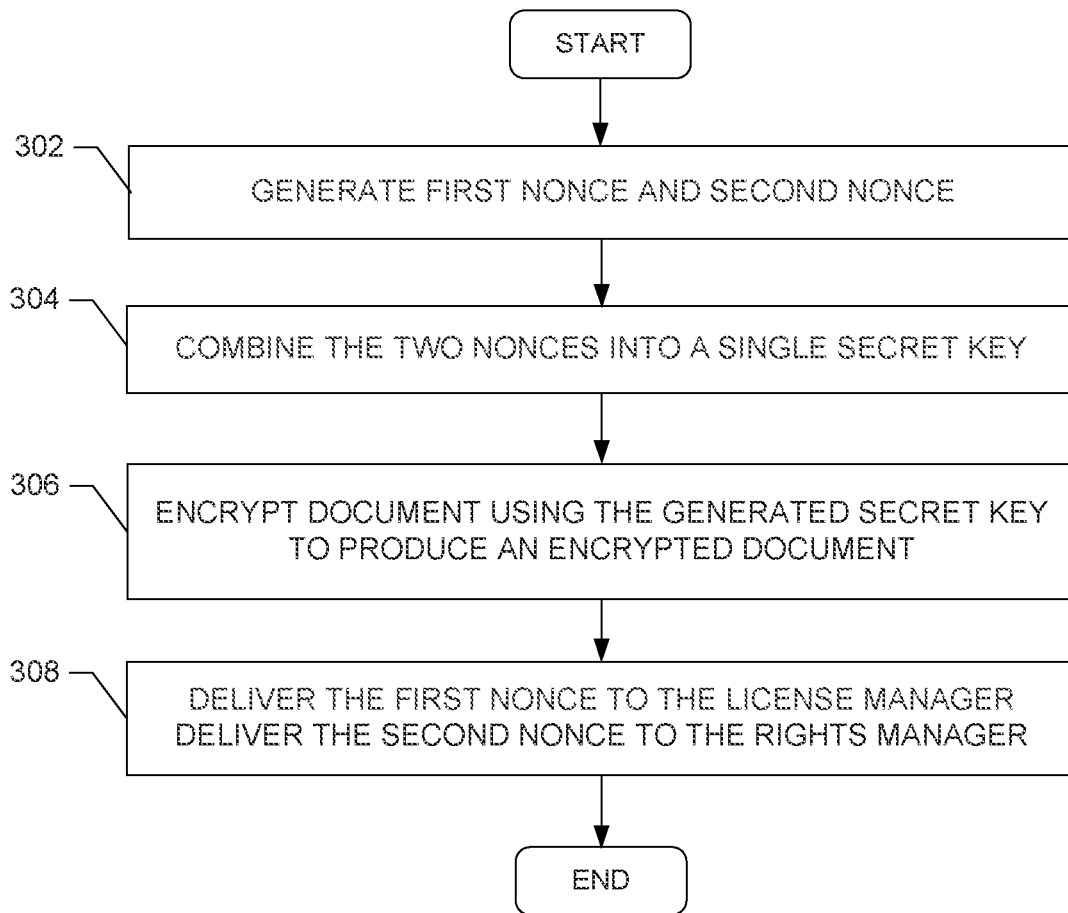 START
302
GENERATE FIRST NONCE AND SECOND NONCE
304
COMBINE THE TWO NONCES INTO A SINGLE SECRET KEY
306
ENCRYPT DOCUMENT USING THE GENERATED SECRET KEY
TO PRODUCE AN ENCRYPTED DOCUMENT
308
DELIVER THE FIRST NONCE TO THE LICENSE MANAGER
DELIVER THE SECOND NONCE TO THE RIGHTS MANAGER
END